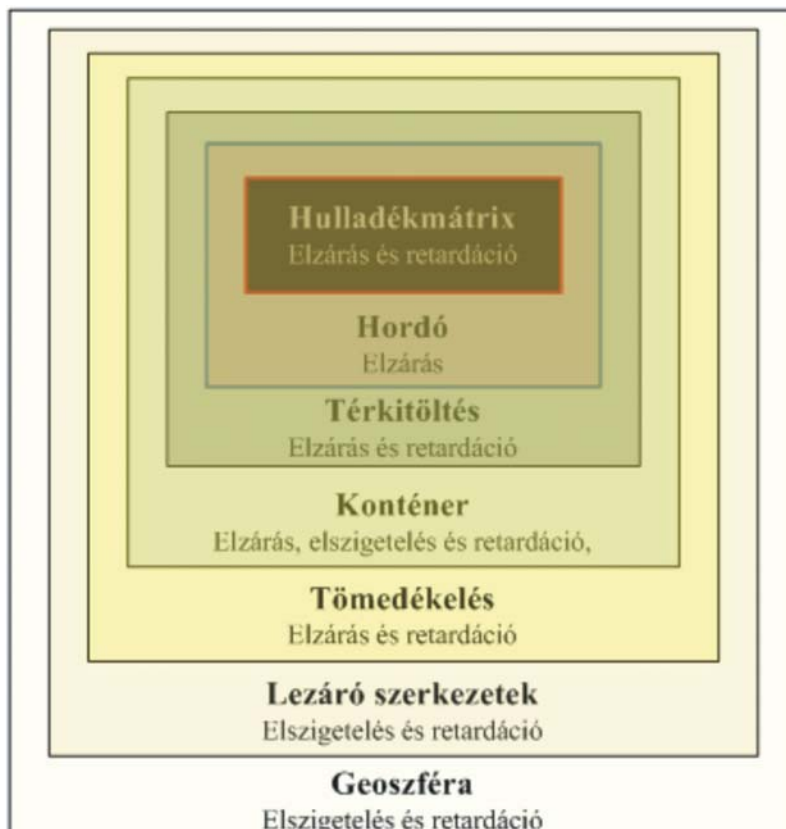 Hulladékmátrix
Elzárás és retardáció
Hordó
Elzárás
Térkitöltés
Elzárás és retardáció
Konténer
Elzárás, elszigetelés és retardáció,
Tömedékelés
Elzárás és retardáció
Lezáró szerkezetek
Elszigetelés és retardáció
Geoszféra
Elszigetelés és retardáció